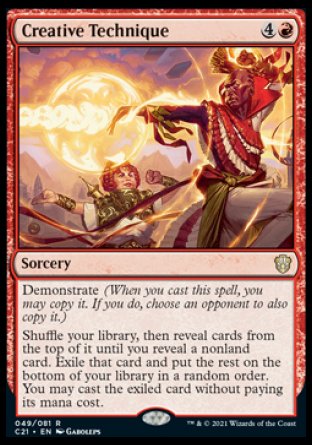 Creative Technique 4
Sorcery
Demonstrate (When you cast this spell, you
may copy it. If you do, choose an opponent to also
copy it.)
Shuffle your library, then reveal cards from
the top of it until you reveal a nonland
card. Exile that card and put the rest on the
bottom of your library in a random order.
You may cast the exiled card without paying
its mana cost.
049/081 R
C21 • EN GABOLEPS
™ & © 2021 Wizards of the Coast